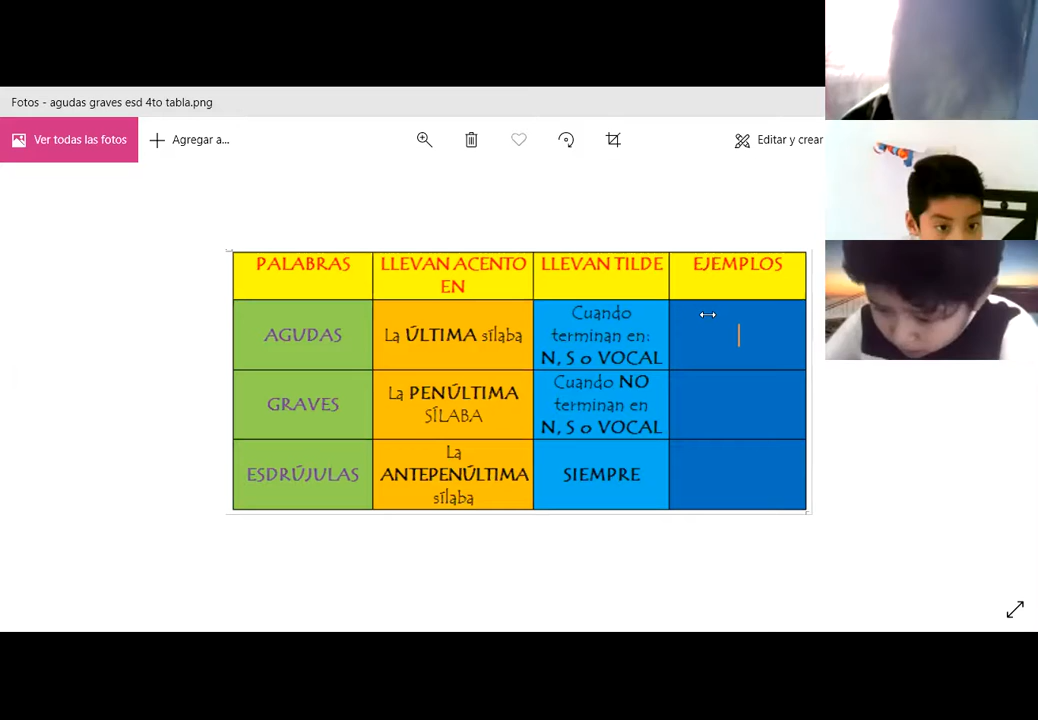 Fotos - agudas graves esd 4to tabla.png
Ver todas las fotos
Agregar a...
Editar y crear
PALABRAS
LLEVAN ACENTO
EN
LLEVAN TILDE
EJEMPLOS
AGUDAS
La ÚLTIMA sílaba
Cuando
terminan en:
N, S o VOCAL
GRAVES
La PENÚLTIMA
SÍLABA
Cuando NO
terminan en
N, S o VOCAL
ESDRÚJULAS
La
ANTEPENÚLTIMA
sílaba
SIEMPRE